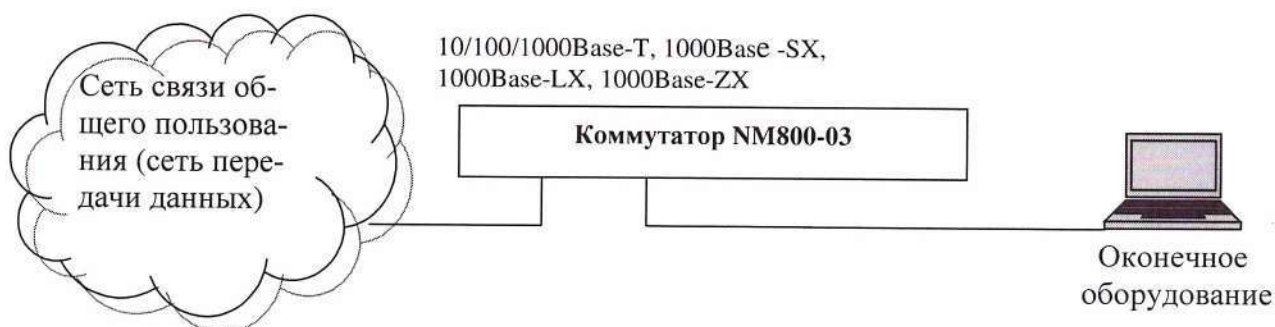 10/100/1000Base-T, 1000Base -SX,
1000Base-LX, 1000Base-ZX
Сеть связи об-
щего пользова-
ния (сеть пере-
дачи данных)
Коммутатор NM800-03
Оконечное
оборудование